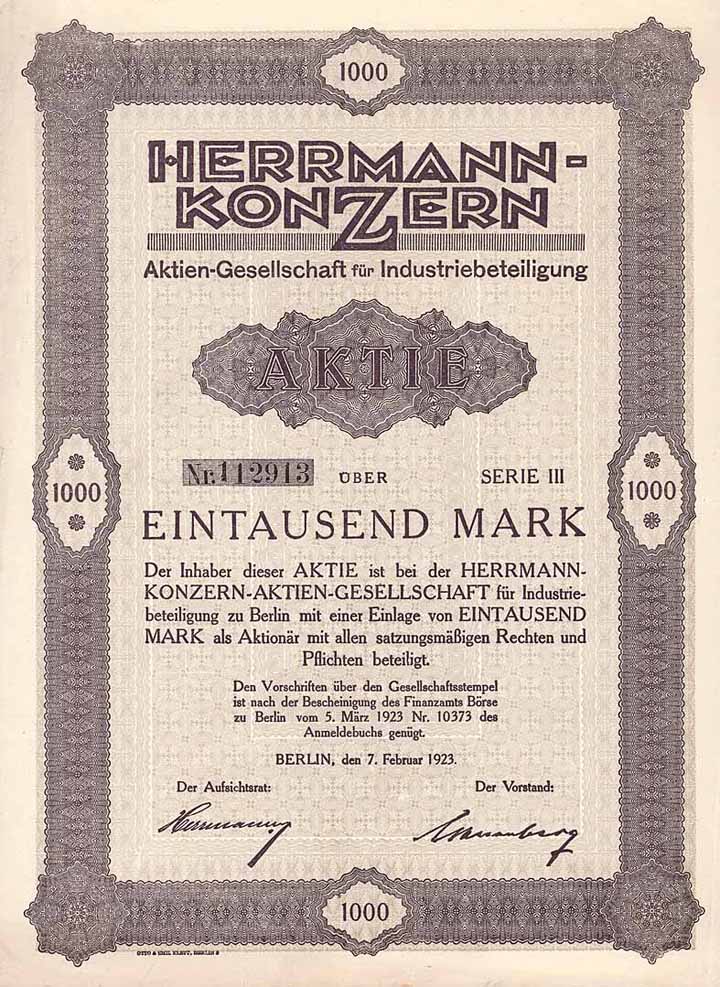 1000
HERRMANN-
KONZERN
Aktien-Gesellschaft für Industriebeteiligung
AKTIE
Nr. 112913 ÜBER SERIE III
1000 1000
EINTAUSEND MARK
Der Inhaber dieser AKTIE ist bei der HERRMANN-
KONZERN-AKTIEN-GESELLSCHAFT für Industrie-
beteiligung zu Berlin mit einer Einlage von EINTAUSEND
MARK als Aktionär mit allen satzungsmäßigen Rechten und
Pflichten beteiligt.
Den Vorschriften über den Gesellschaftsstempel
ist nach der Bescheinigung des Finanzamts Börse
zu Berlin vom 5. März 1923 Nr. 10373 des
Anmeldebuchs genügt.
BERLIN, den 7. Februar 1923.
Der Aufsichtsrat: Der Vorstand:
Herrmann
1000
OTTO & EMIL KLETT, BERLIN